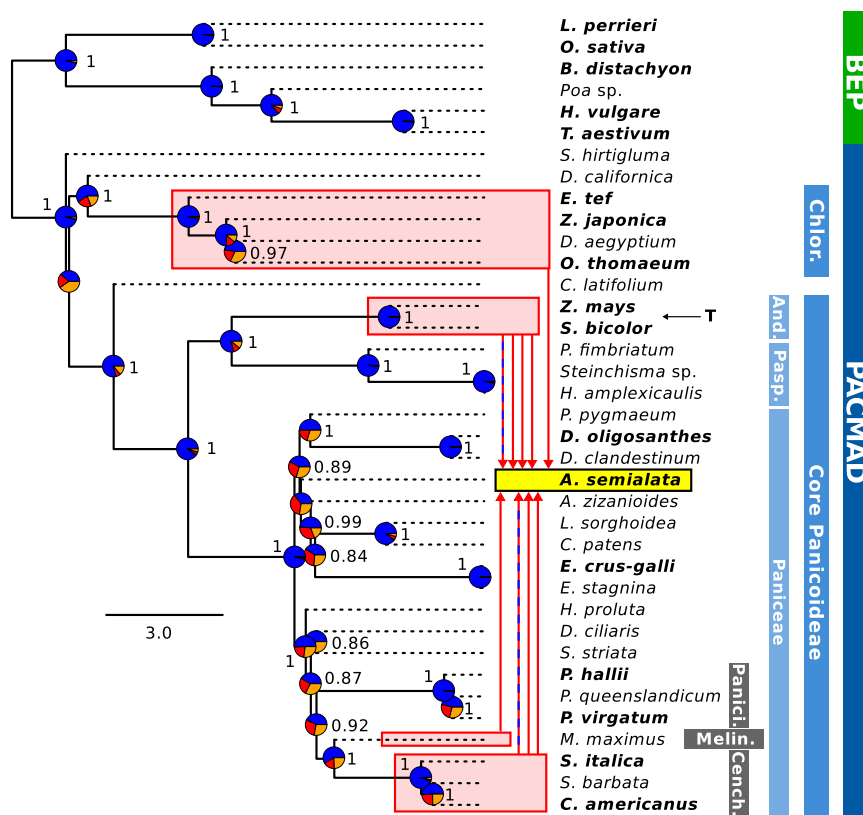 L. perrieri
1
O. sativa
1
B. distachyon
1
Poa sp.
1
H. vulgare
1
T. aestivum
BEP
S. hirtigluma
D. californica
1
E. tef
1
1
Z. japonica
1
D. aegyptium
0.97
O. thomaeum
Chlor.
C. latifolium
Z. mays
1
T
S. bicolor
And.
1
P. fimbriatum
1
1
Steinchisma sp.
1
H. amplexicaulis
Pasp.
P. pygmaeum
1
D. oligosanthes
1
1
D. clandestinum
0.89
A. semialata
A. zizanioides
0.99
L. sorghoidea
1
C. patens
1
0.84
1
E. crus-galli
E. stagnina
H. proluta
3.0
D. ciliaris
0.86
S. striata
1
0.87
1
P. hallii
P. queenslandicum
1
P. virgatum
Panici.
0.92
M. maximus
Melin.
1
1
S. italica
S. barbata
1
C. americanus
Cench.
Paniceae
Core Panicoideae
PACMAD